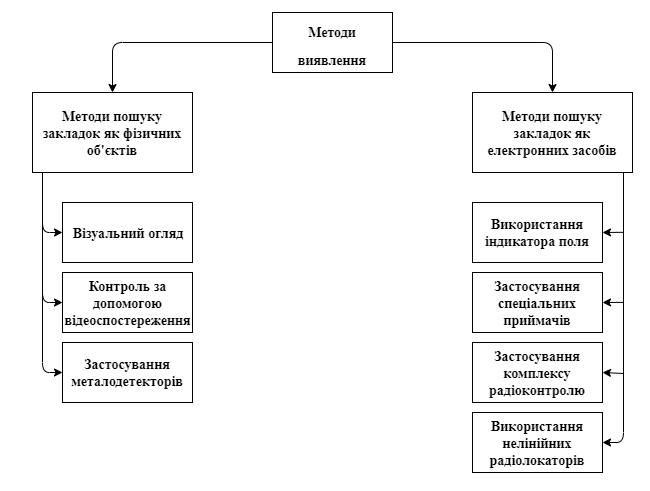 Методи
виявлення
Методи пошуку
закладок як фізичних
об'єктів
Візуальний огляд
Контроль за
допомогою
відеоспостереження
Застосування
металодетекторів
Методи пошуку
закладок як
електронних засобів
Використання
індикатора поля
Застосування
спеціальних
приймачів
Застосування
комплексу
радіоконтролю
Використання
нелінійних
радіолокаторів